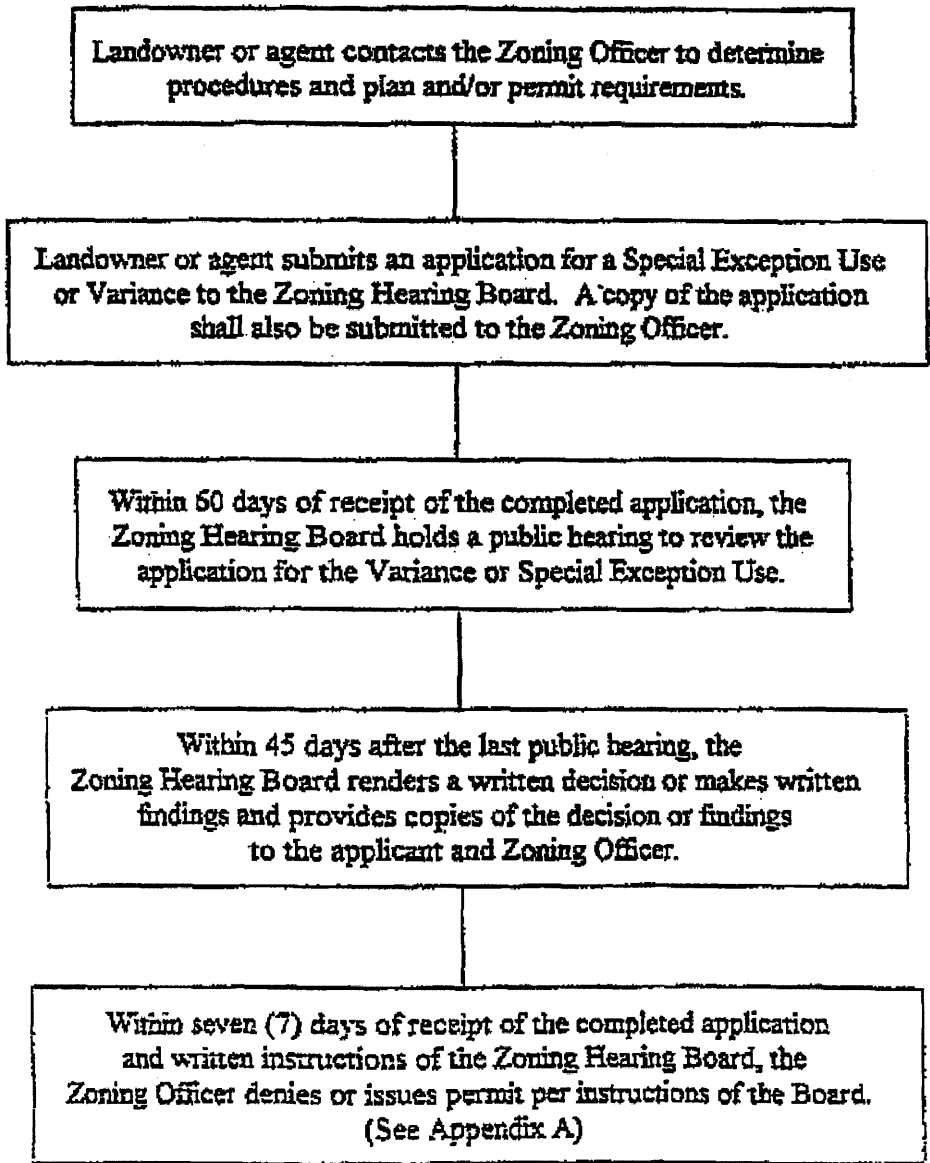 Landowner or agent contacts the Zoning Officer to determine
procedures and plan and/or permit requirements.
Landowner or agent submits an application for a Special Exception Use
or Variance to the Zoning Hearing Board. A copy of the application
shall also be submitted to the Zoning Officer.
Within 60 days of receipt of the completed application, the
Zoning Hearing Board holds a public hearing to review the
application for the Variance or Special Exception Use.
Within 45 days after the last public hearing, the
Zoning Hearing Board renders a written decision or makes written
findings and provides copies of the decision or findings
to the applicant and Zoning Officer.
Within seven (7) days of receipt of the completed application
and written instructions of the Zoning Hearing Board, the
Zoning Officer denies or issues permit per instructions of the Board.
(See Appendix A)